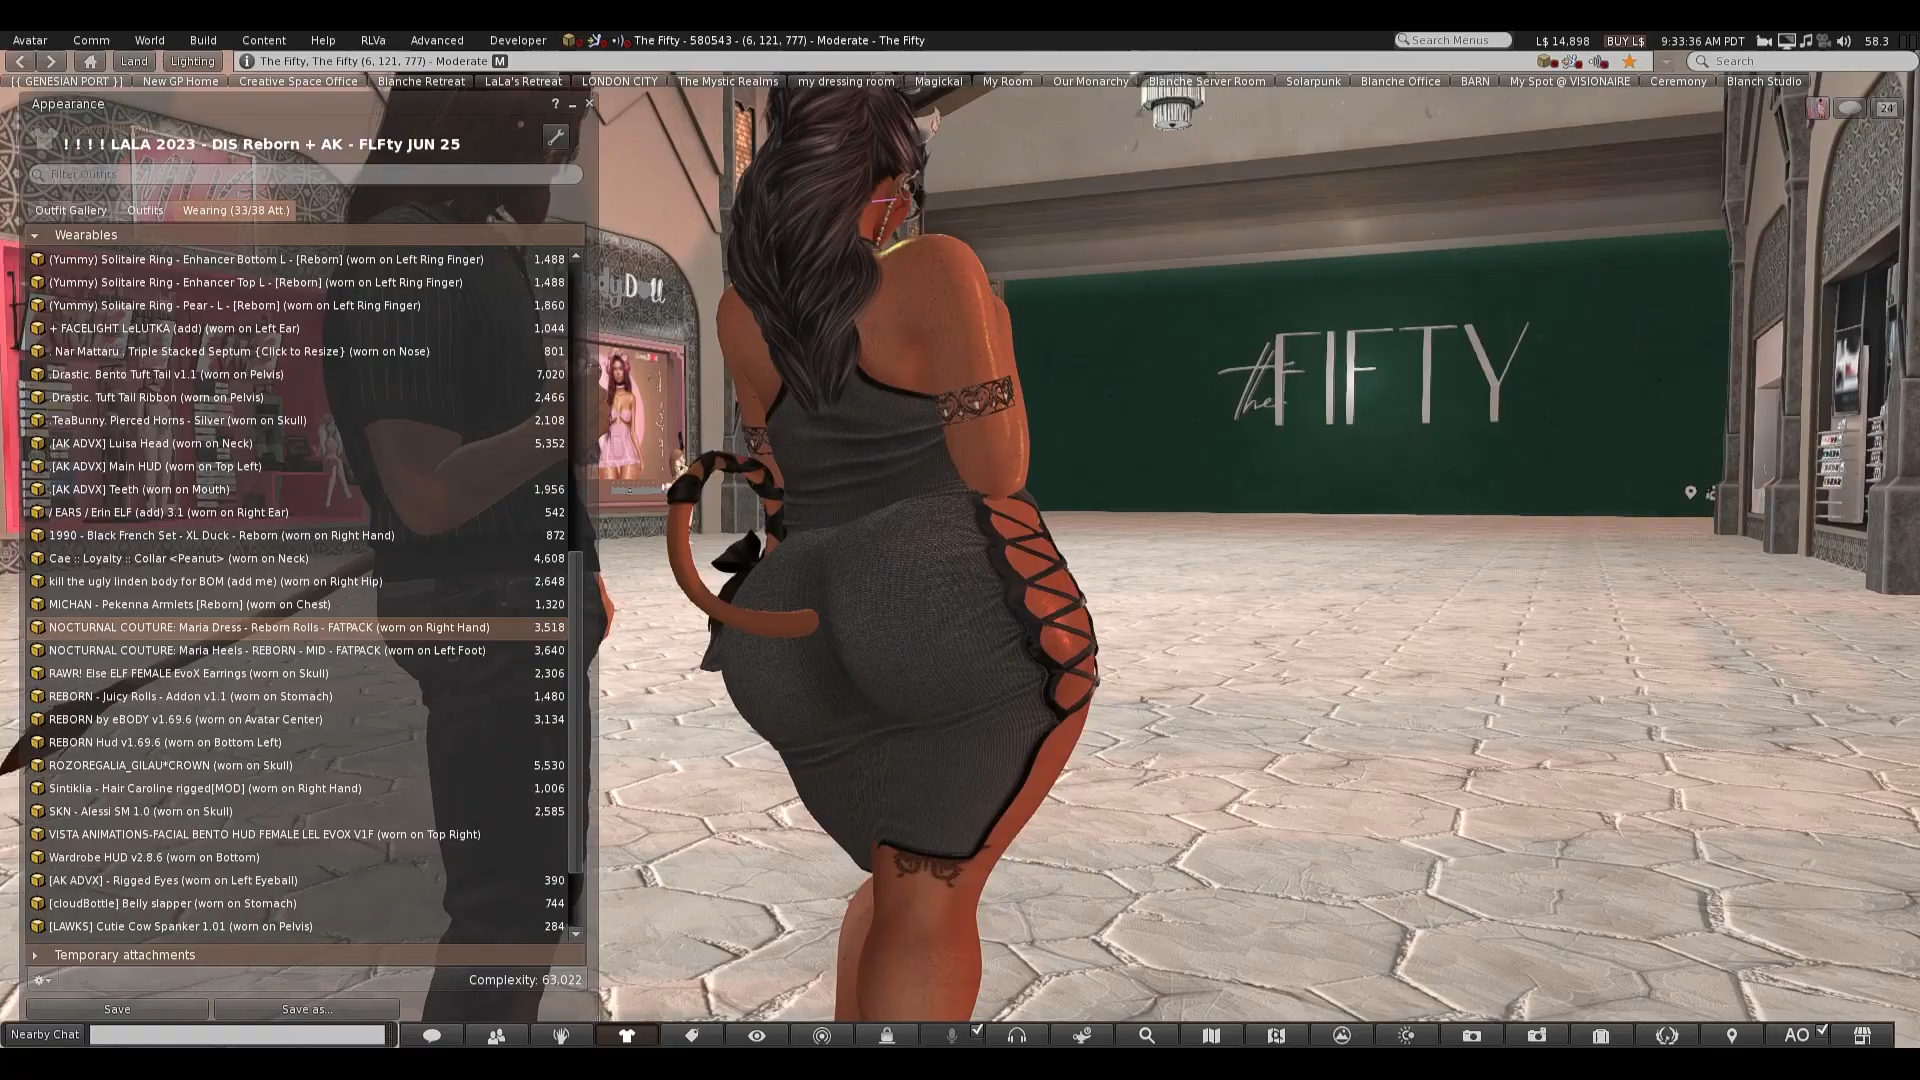 Avatar Comm World Build Content Help RLVa Advanced Developer The Fifty - 580543 - (6, 121, 777) - Moderate - The Fifty Search Menus L$ 14,898 BUY L$ 9:33:36 AM PDT 58.3
Land Lighting The Fifty, The Fifty (6, 121, 777) - Moderate M Search
[{ GENESIAN PORT }] New GP Home Creative Space Office Blanche Retreat LaLa's Retreat LONDON CITY The Mystic Realms my dressing room Magickal My Room Our Monarchy Blanche Server Room Solarpunk Blanche Office BARN My Spot @ VISIONAIRE Ceremony Blanch Studio
Appearance ?
24
! ! ! ! LALA 2023 - DIS Reborn + AK - FLFty JUN 25
Filter Outfits
Outfit Gallery Outfits Wearing (33/38 Att.)
Wearables
(Yummy) Solitaire Ring - Enhancer Bottom L - [Reborn] (worn on Left Ring Finger) 1,488
(Yummy) Solitaire Ring - Enhancer Top L - [Reborn] (worn on Left Ring Finger) 1,488
(Yummy) Solitaire Ring - Pear - L - [Reborn] (worn on Left Ring Finger) 1,860
+ FACELIGHT LeLUTKA (add) (worn on Left Ear) 1,044
. Nar Mattaru . Triple Stacked Septum {Click to Resize} (worn on Nose) 801
.Drastic. Bento Tuft Tail v1.1 (worn on Pelvis) 7,020
.Drastic. Tuft Tail Ribbon (worn on Pelvis) 2,466
.TeaBunny. Pierced Horns - Silver (worn on Skull) 2,108
.[AK ADVX] Luisa Head (worn on Neck) 5,352
.[AK ADVX] Main HUD (worn on Top Left)
.[AK ADVX] Teeth (worn on Mouth) 1,956
/ EARS / Erin ELF (add) 3.1 (worn on Right Ear) 542
1990 - Black French Set - XL Duck - Reborn (worn on Right Hand) 872
Cae :: Loyalty :: Collar <Peanut> (worn on Neck) 4,608
kill the ugly linden body for BOM (add me) (worn on Right Hip) 2,648
MICHAN - Pekenna Armlets [Reborn] (worn on Chest) 1,320
NOCTURNAL COUTURE: Maria Dress - Reborn Rolls - FATPACK (worn on Right Hand) 3,518
NOCTURNAL COUTURE: Maria Heels - REBORN - MID - FATPACK (worn on Left Foot) 3,640
RAWR! Else ELF FEMALE EvoX Earrings (worn on Skull) 2,306
REBORN - Juicy Rolls - Addon v1.1 (worn on Stomach) 1,480
REBORN by eBODY v1.69.6 (worn on Avatar Center) 3,134
REBORN Hud v1.69.6 (worn on Bottom Left)
ROZOREGALIA_GILAU*CROWN (worn on Skull) 5,530
Sintiklia - Hair Caroline rigged[MOD] (worn on Right Hand) 1,006
SKN - Alessi SM 1.0 (worn on Skull) 2,585
VISTA ANIMATIONS-FACIAL BENTO HUD FEMALE LEL EVOX V1F (worn on Top Right)
Wardrobe HUD v2.8.6 (worn on Bottom)
[AK ADVX] - Rigged Eyes (worn on Left Eyeball) 390
[cloudBottle] Belly slapper (worn on Stomach) 744
[LAWKS] Cutie Cow Spanker 1.01 (worn on Pelvis) 284
Temporary attachments
Complexity: 63,022
Save Save as...
the FIFTY
Nearby Chat AO